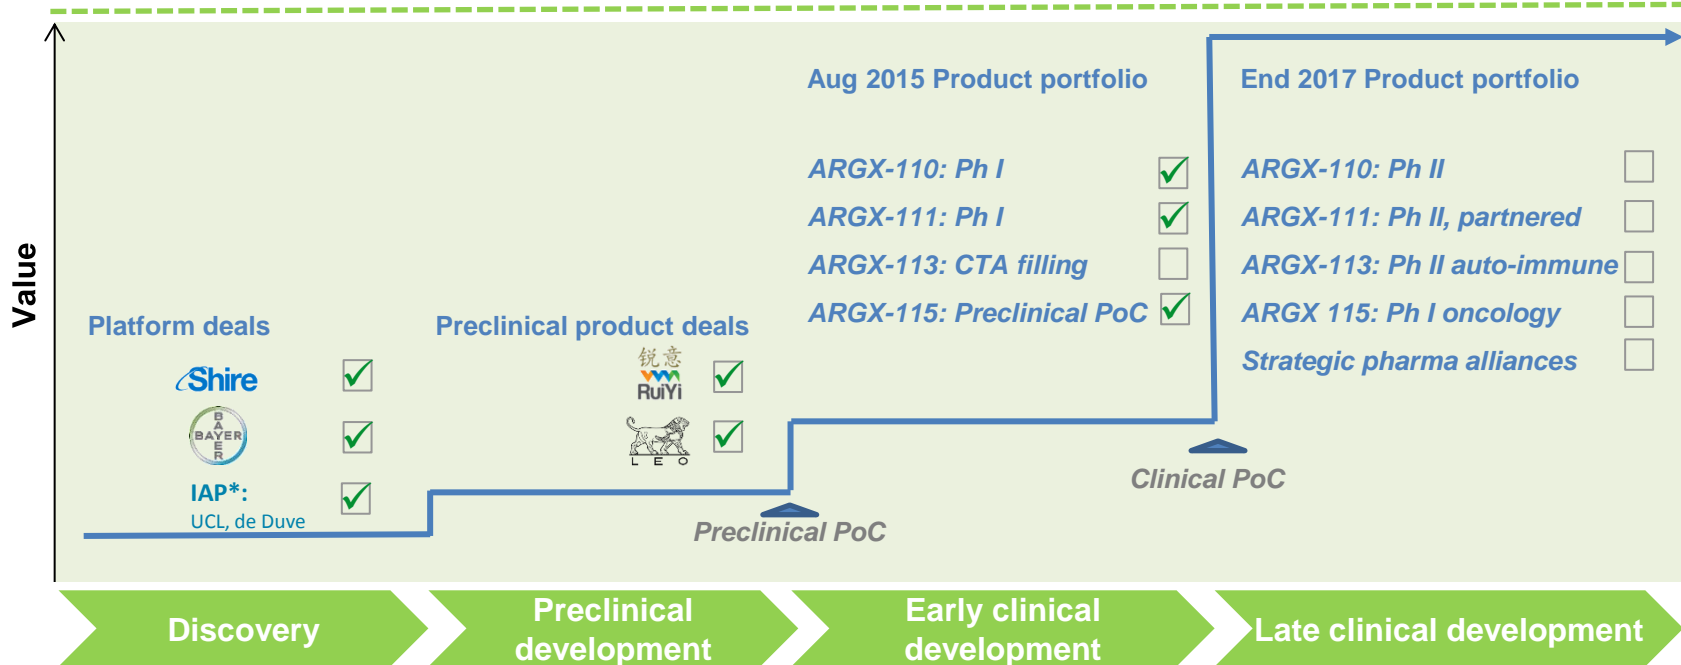 Value
Platform deals
Shire
BAYER
BAYER
IAP*:
UCL, de Duve
Preclinical product deals
锐意
RuiYi
LEO
Preclinical PoC
Aug 2015 Product portfolio
ARGX-110: Ph I
ARGX-111: Ph I
ARGX-113: CTA filling
ARGX-115: Preclinical PoC
Clinical PoC
End 2017 Product portfolio
ARGX-110: Ph II
ARGX-111: Ph II, partnered
ARGX-113: Ph II auto-immune
ARGX 115: Ph I oncology
Strategic pharma alliances
Discovery
Preclinical
development
Early clinical
development
Late clinical development